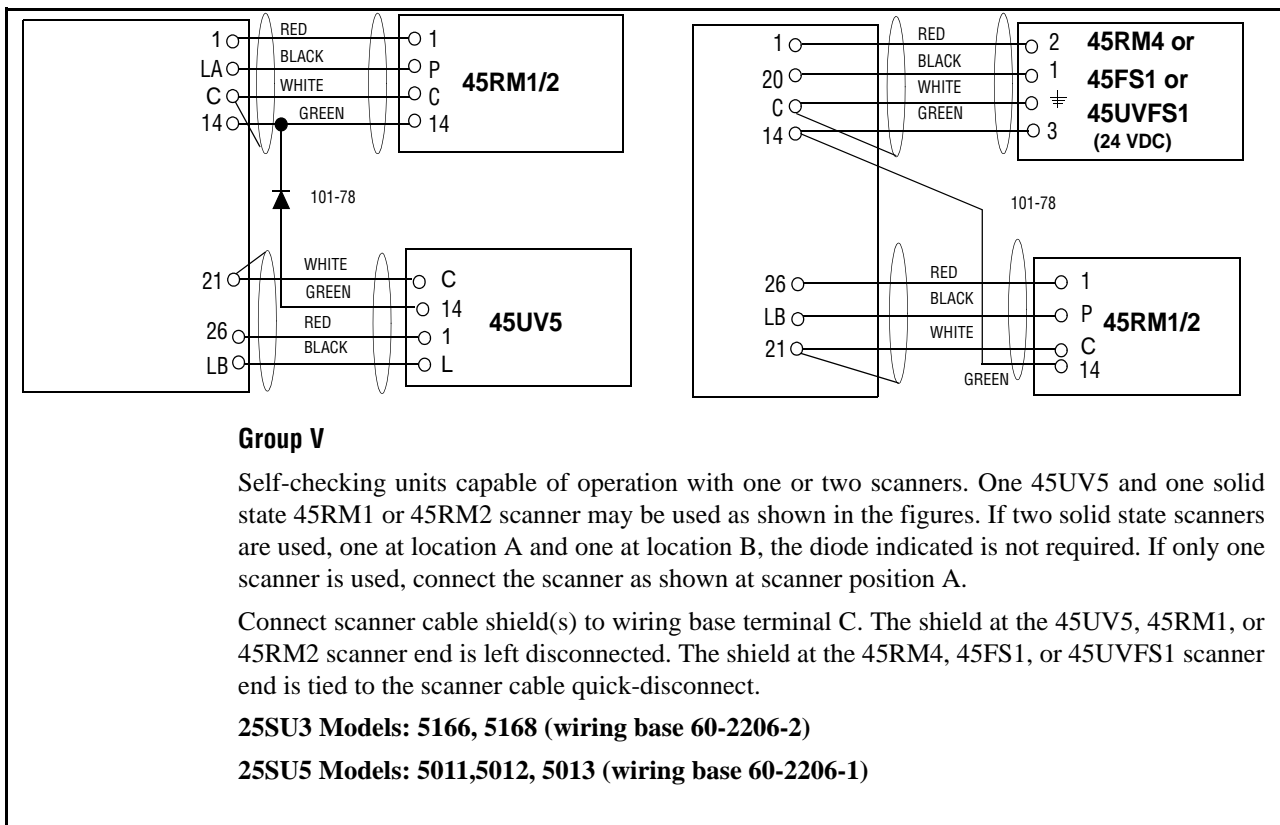 1 RED 1
LA BLACK P
C WHITE C
14 GREEN 14
45RM1/2
101-78
21 WHITE C
GREEN 14
26 RED 1
LB BLACK L
45UV5
1 RED 2
20 BLACK 1
C WHITE
14 GREEN 3
45RM4 or
45FS1 or
45UVFS1
(24 VDC)
101-78
26 RED 1
LB BLACK P
21 WHITE C
GREEN 14
45RM1/2
Group V
Self-checking units capable of operation with one or two scanners. One 45UV5 and one solid
state 45RM1 or 45RM2 scanner may be used as shown in the figures. If two solid state scanners
are used, one at location A and one at location B, the diode indicated is not required. If only one
scanner is used, connect the scanner as shown at scanner position A.
Connect scanner cable shield(s) to wiring base terminal C. The shield at the 45UV5, 45RM1, or
45RM2 scanner end is left disconnected. The shield at the 45RM4, 45FS1, or 45UVFS1 scanner
end is tied to the scanner cable quick-disconnect.
25SU3 Models: 5166, 5168 (wiring base 60-2206-2)
25SU5 Models: 5011,5012, 5013 (wiring base 60-2206-1)